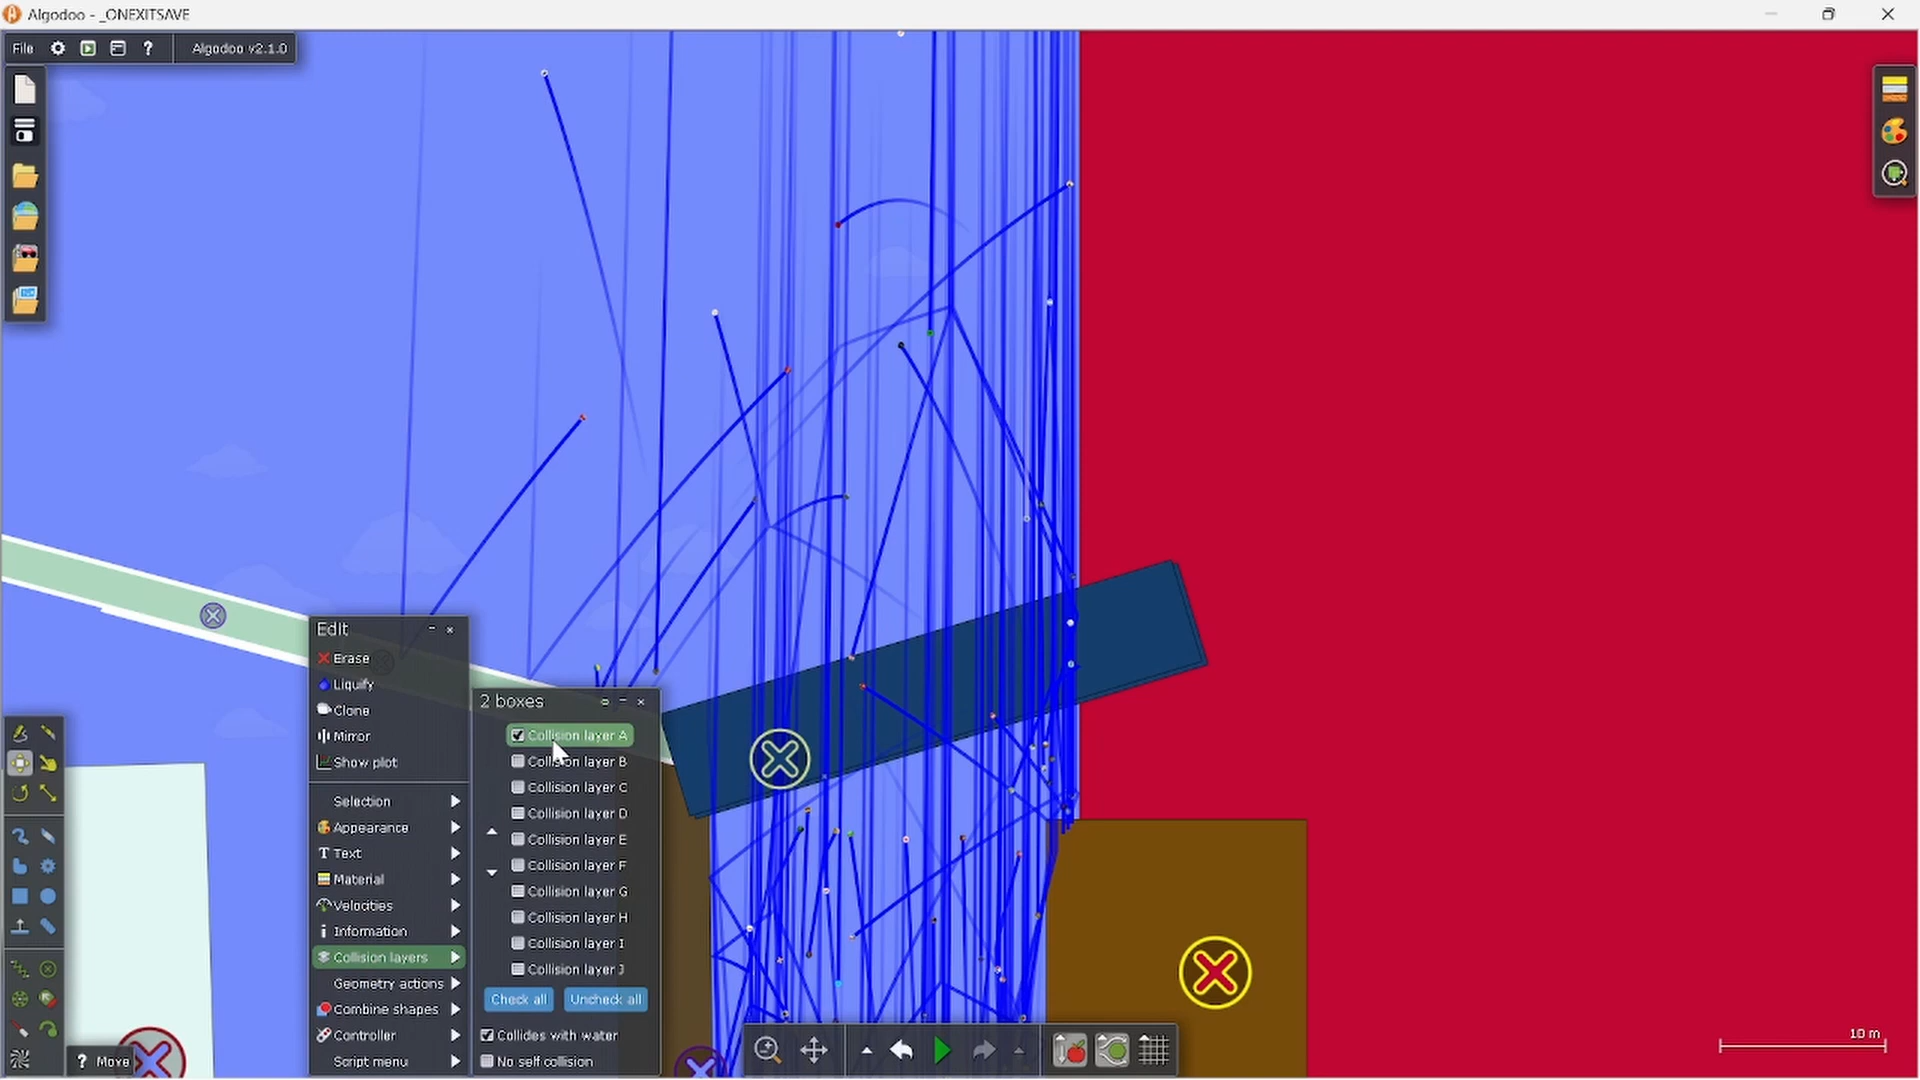 Algodoo - _ONEXITSAVE
File ? Algodoo v2.1.0
Edit
Erase
Liquify
Clone
Mirror
Show plot
Selection
Appearance
Text
Material
Velocities
Information
Collision layers
Geometry actions
Combine shapes
Controller
Script menu
2 boxes
Collision layer A
Collision layer B
Collision layer C
Collision layer D
Collision layer E
Collision layer F
Collision layer G
Collision layer H
Collision layer I
Collision layer J
Check all Uncheck all
Collides with water
No self collision
? Move
10 m